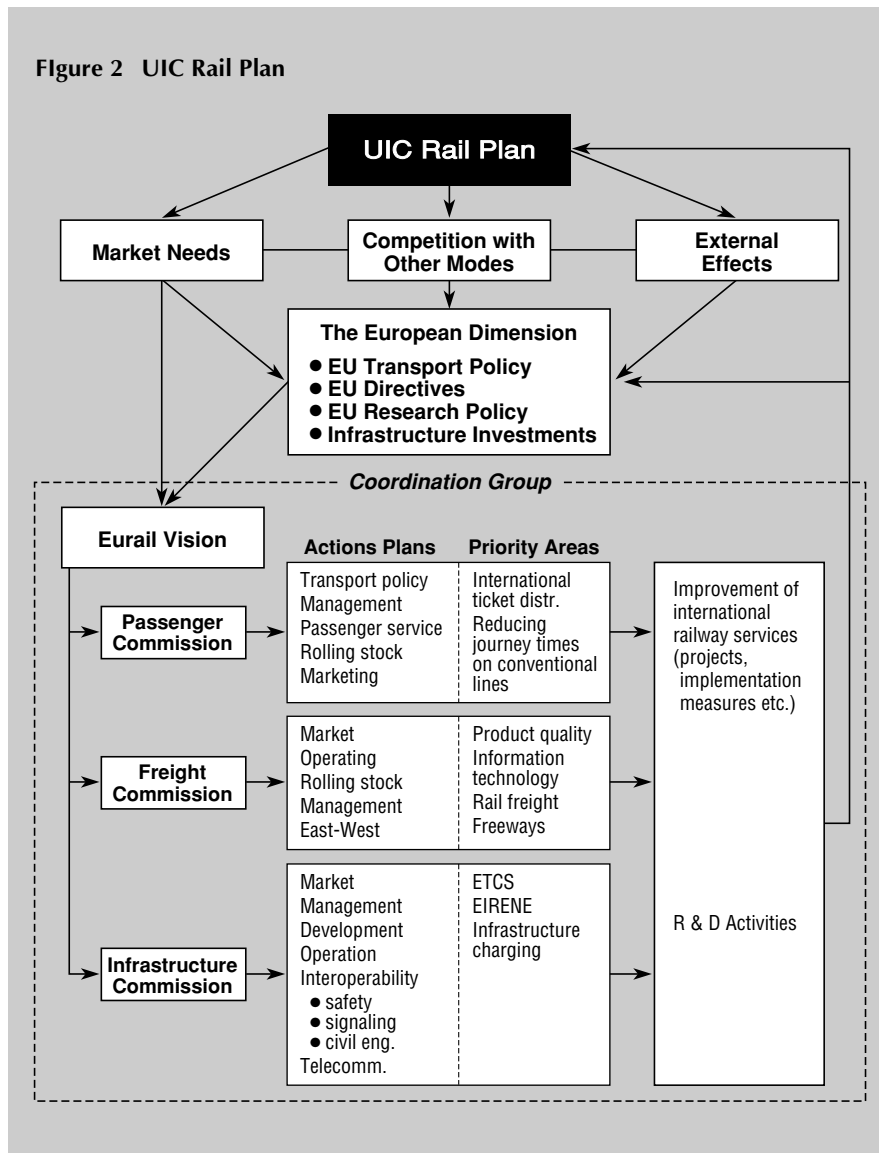 FIgure 2 UIC Rail Plan
UIC Rail Plan
Market Needs
Competition with
Other Modes
External
Effects
The European Dimension
● EU Transport Policy
● EU Directives
● EU Research Policy
● Infrastructure Investments
Coordination Group
Eurail Vision
Actions Plans
Priority Areas
Passenger
Commission
Transport policy
Management
Passenger service
Rolling stock
Marketing
International
ticket distr.
Reducing
journey times
on conventional
lines
Freight
Commission
Market
Operating
Rolling stock
Management
East-West
Product quality
Information
technology
Rail freight
Freeways
Infrastructure
Commission
Market
Management
Development
Operation
Interoperability
● safety
● signaling
● civil eng.
Telecomm.
ETCS
EIRENE
Infrastructure
charging
Improvement of
international
railway services
(projects,
implementation
measures etc.)
R & D Activities